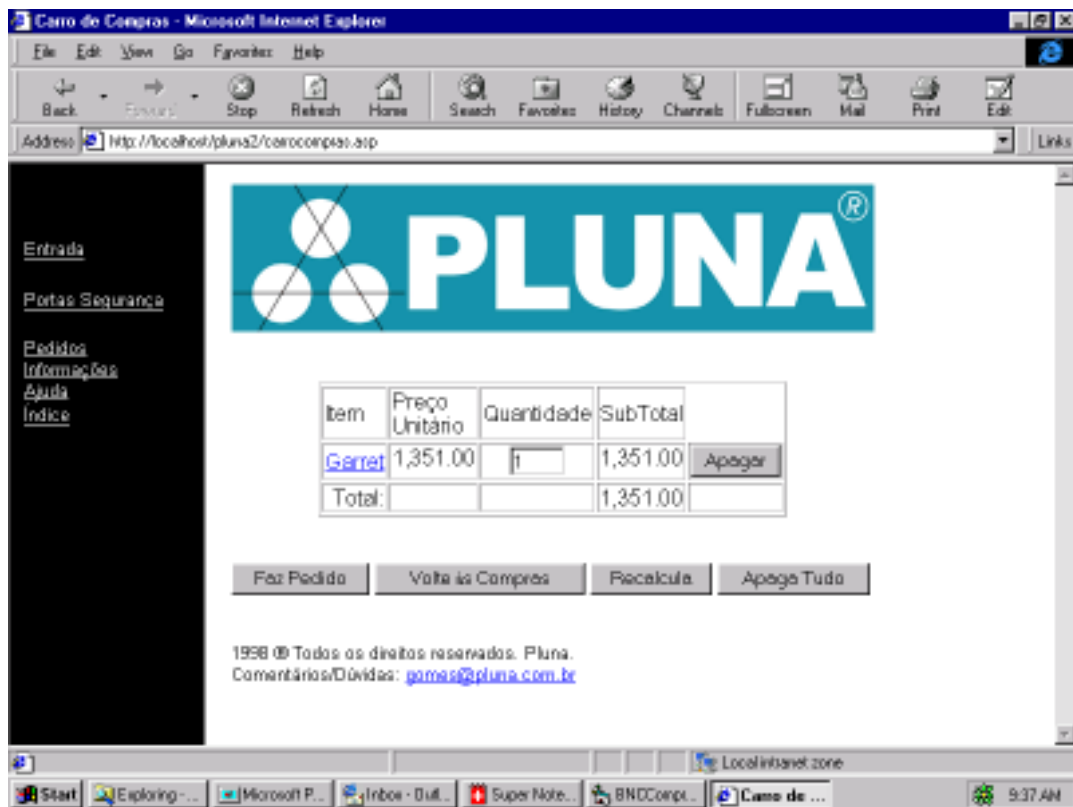 Carro de Compras - Microsoft Internet Explorer
File Edit View Go Favorites Help
Back Forward Stop Refresh Home Search Favorites History Channels Fullscreen Mail Print Edit
Address http://localhost/pluna2/carrocompras.asp Links
PLUNA ®
Entrada
Portas Segurança
Pedidos
Informações
Ajuda
Índice
Item Preço Unitário Quantidade SubTotal
Garret 1,351.00 1 1,351.00 Apagar
Total: 1,351.00
Faz Pedido Volta às Compras Recalcula Apaga Tudo
1998 ® Todos os direitos reservados. Pluna.
Comentários/Dúvidas: gomes@pluna.com.br
Local intranet zone
Start Exploring -... Microsoft P... Inbox - Outl... Super Note... BNCCompr... Carro de ... 9:37 AM